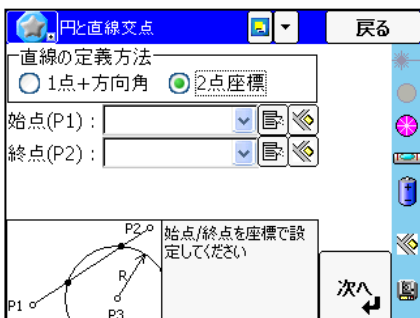 円と直線交点
戻る
直線の定義方法
1点+方向角 2点座標
始点(P1) :
終点(P2) :
P2
R
P1
P3
始点/終点を座標で設
定してください
次へ